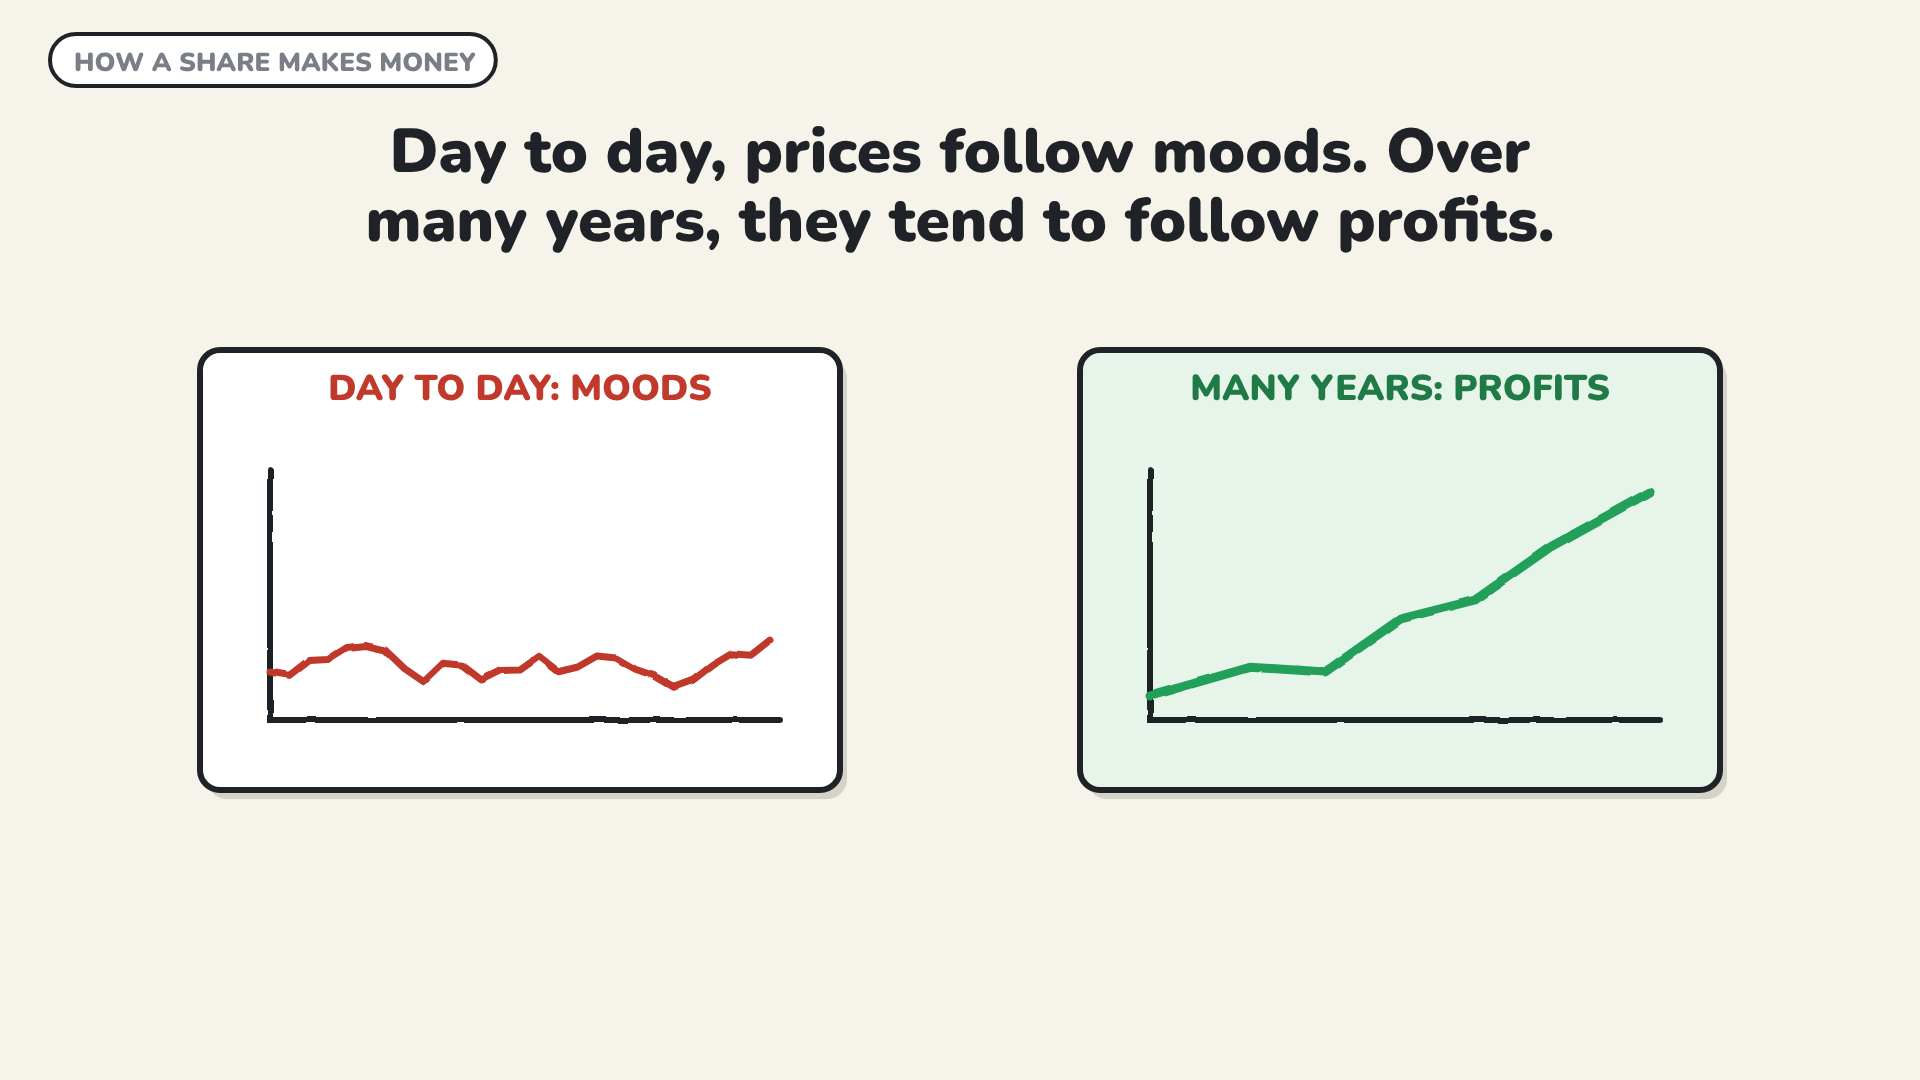 HOW A SHARE MAKES MONEY
Day to day, prices follow moods. Over
many years, they tend to follow profits.
DAY TO DAY: MOODS
MANY YEARS: PROFITS